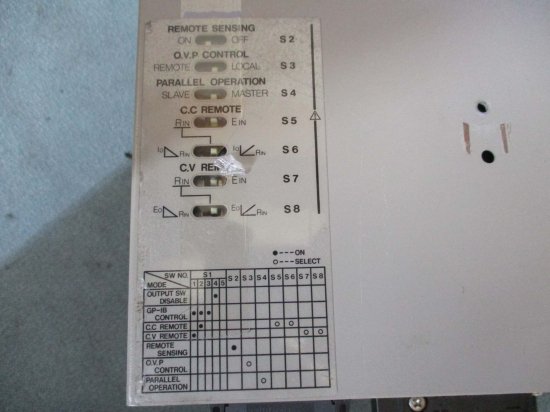 REMOTE SENSING
ON OFF S2
O.V.P CONTROL
REMOTE LOCAL S3
PARALLEL OPERATION
SLAVE MASTER S4
C.C REMOTE
RIN EIN S5
Io RIN Io RIN S6
C.V REM
RIN EIN S7
Eo RIN Eo RIN S8
●---ON
○---SELECT
SW NO. S1 S2 S3 S4 S5 S6 S7 S8
MODE 1 2 3 4 5
OUTPUT SW
DISABLE ●
GP-IB
CONTROL ● ● ●
C.C REMOTE ● ○ ○
C.V REMOTE ● ○ ○
REMOTE
SENSING ●
O.V.P
CONTROL ○
PARALLEL
OPERATION ○